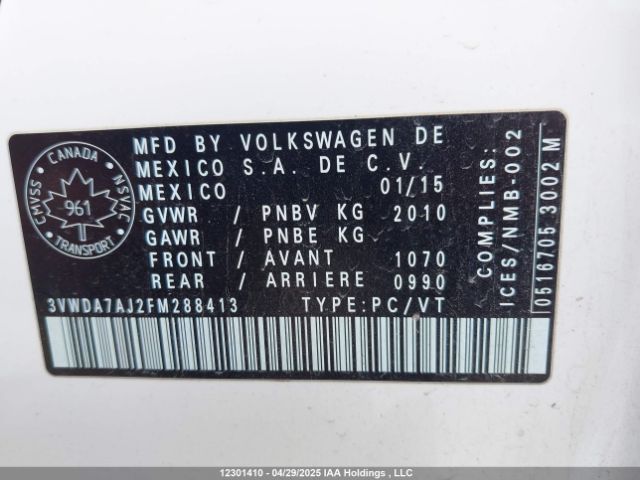 MFD BY VOLKSWAGEN DE
MEXICO S.A. DE C.V.
MEXICO 01/15
GVWR / PNBV KG 2010
GAWR / PNBE KG
FRONT / AVANT 1070
REAR / ARRIERE 0990
3VWDA7AJ2FM288413 TYPE:PC/VT
CANADA
CMVSS
NSVAC
961
TRANSPORT
COMPLIES:
ICES/NMB-002
10516705 3002 M
12301410 - 04/29/2025 IAA Holdings , LLC